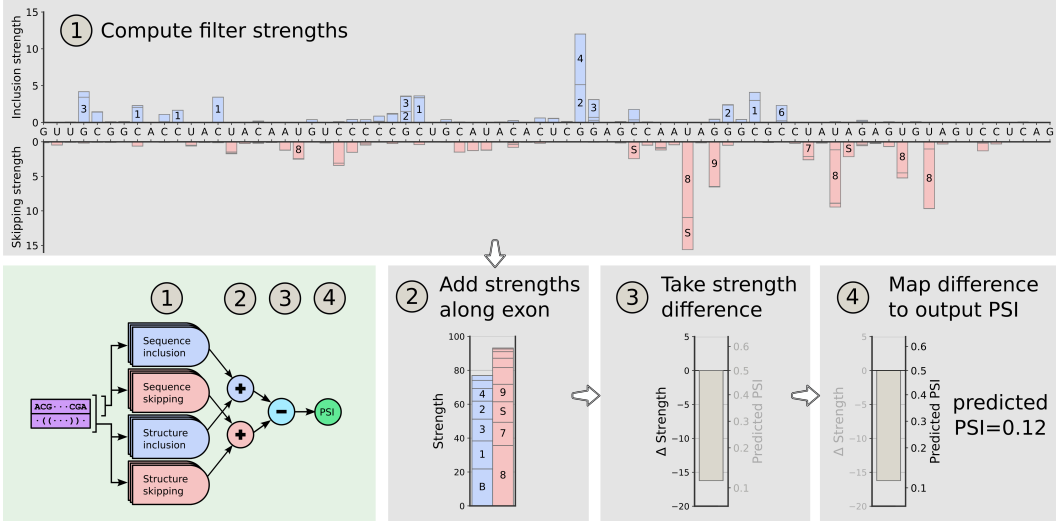 1 Compute filter strengths
Inclusion strength
15
10
5
0
3 1 1 1 3 2 1 4 2 3 2 1 6
G U U G C G G C A C C U A C U A C A A U G U C C C C C G C U G C A U A C A C U C G G A G C C A A U A G G G C G C C U A U A G A G U G U A G U C C U C A G
Skipping strength
0
5
10
15
8 S 8 S 9 7 8 S 8 8
1 2 3 4
Sequence
inclusion
Sequence
skipping
Structure
inclusion
Structure
skipping
ACG···CGA
·((···))·
+
+
−
PSI
2 Add strengths
along exon
Strength
100
80
60
40
20
0
4
2
3
1
B
9
S
7
8
3 Take strength
difference
Δ Strength
5
0
−5
−10
−15
−20
Predicted PSI
0.6
0.5
0.4
0.3
0.2
0.1
4 Map difference
to output PSI
Δ Strength
5
0
−5
−10
−15
−20
Predicted PSI
0.6
0.5
0.4
0.3
0.2
0.1
predicted
PSI=0.12